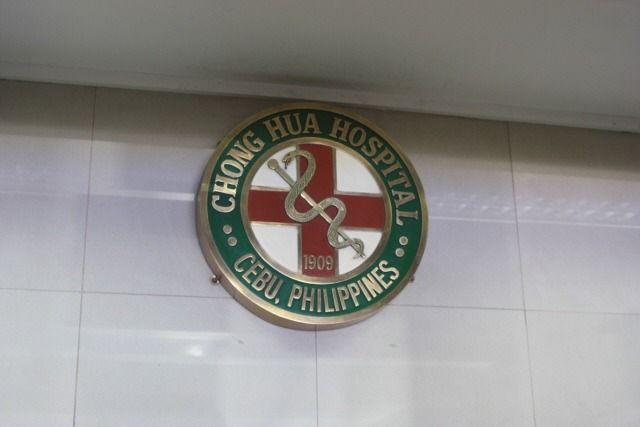 CHONG HUA HOSPITAL
1909
CEBU, PHILIPPINES